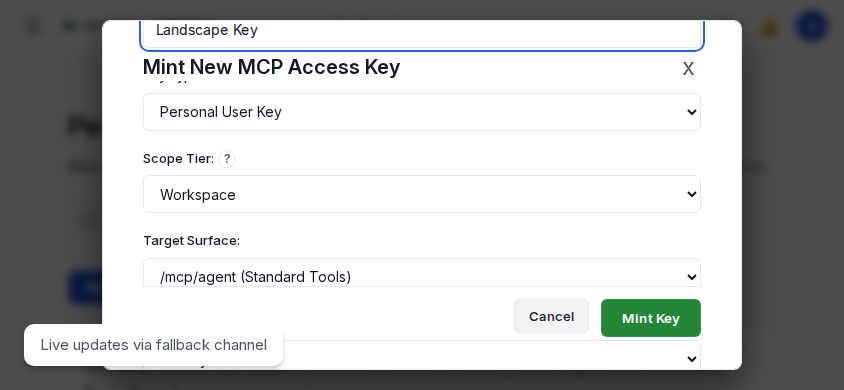 Landscape Key
Mint New MCP Access Key
X
Personal User Key
Scope Tier: ?
Workspace
Target Surface:
/mcp/agent (Standard Tools)
Cancel
Mint Key
Live updates via fallback channel